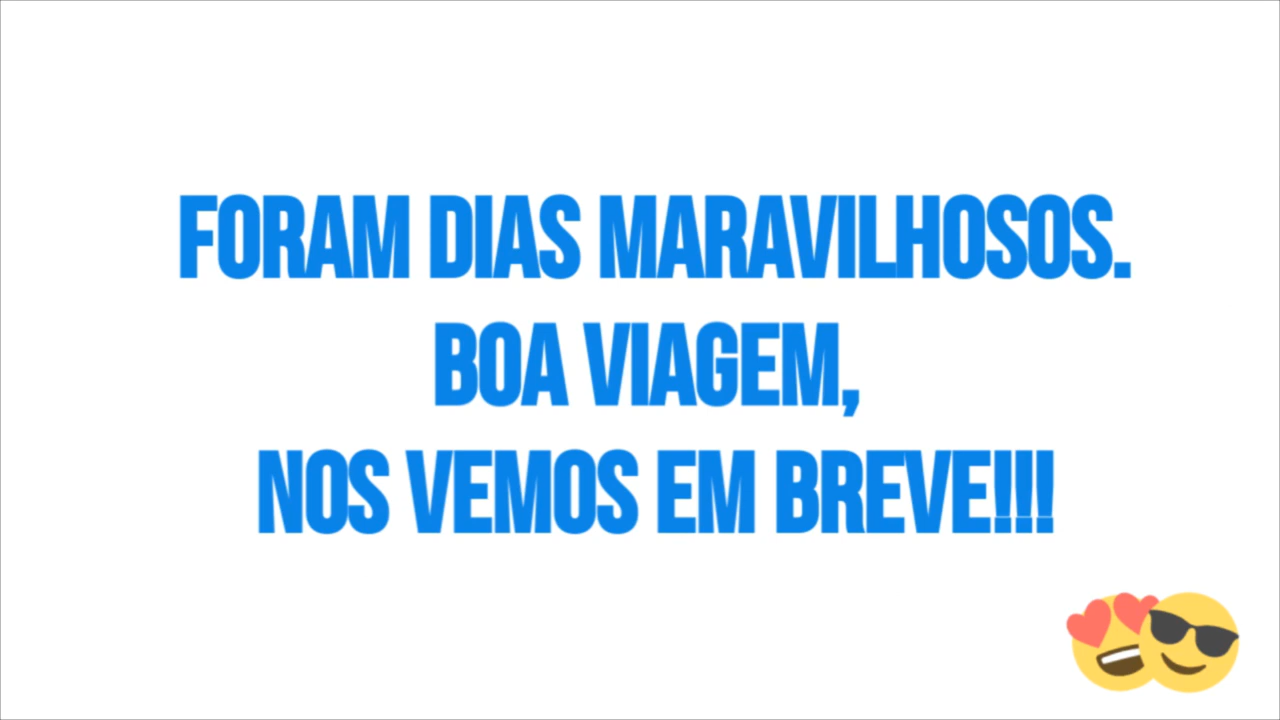 FORAM DIAS MARAVILHOSOS.
BOA VIAGEM,
NOS VEMOS EM BREVE!!!